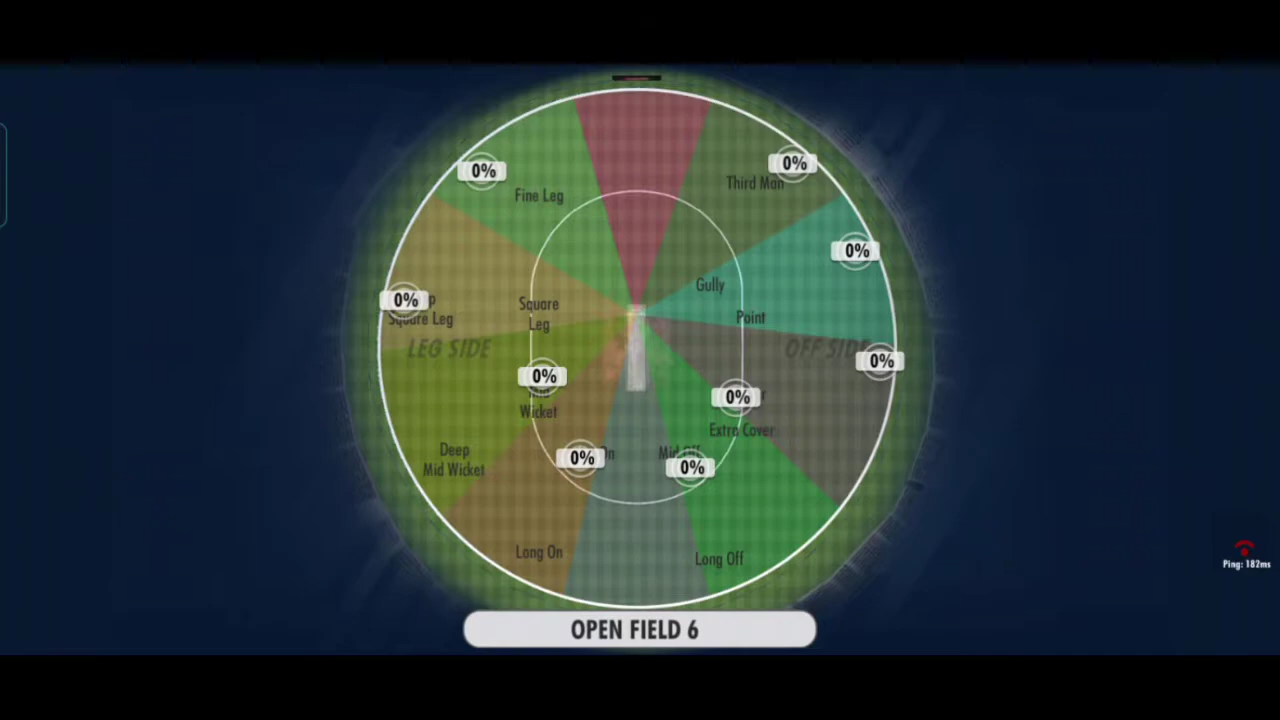 0%
0%
Fine Leg
Third Man
0%
Gully
0%
Square
Leg
Square Leg
Point
LEG SIDE
OFF SIDE
0%
0%
0%
Wicket
Extra Cover
Deep
Mid Wicket
0%
0%
Long On
Long Off
Ping: 182ms
OPEN FIELD 6